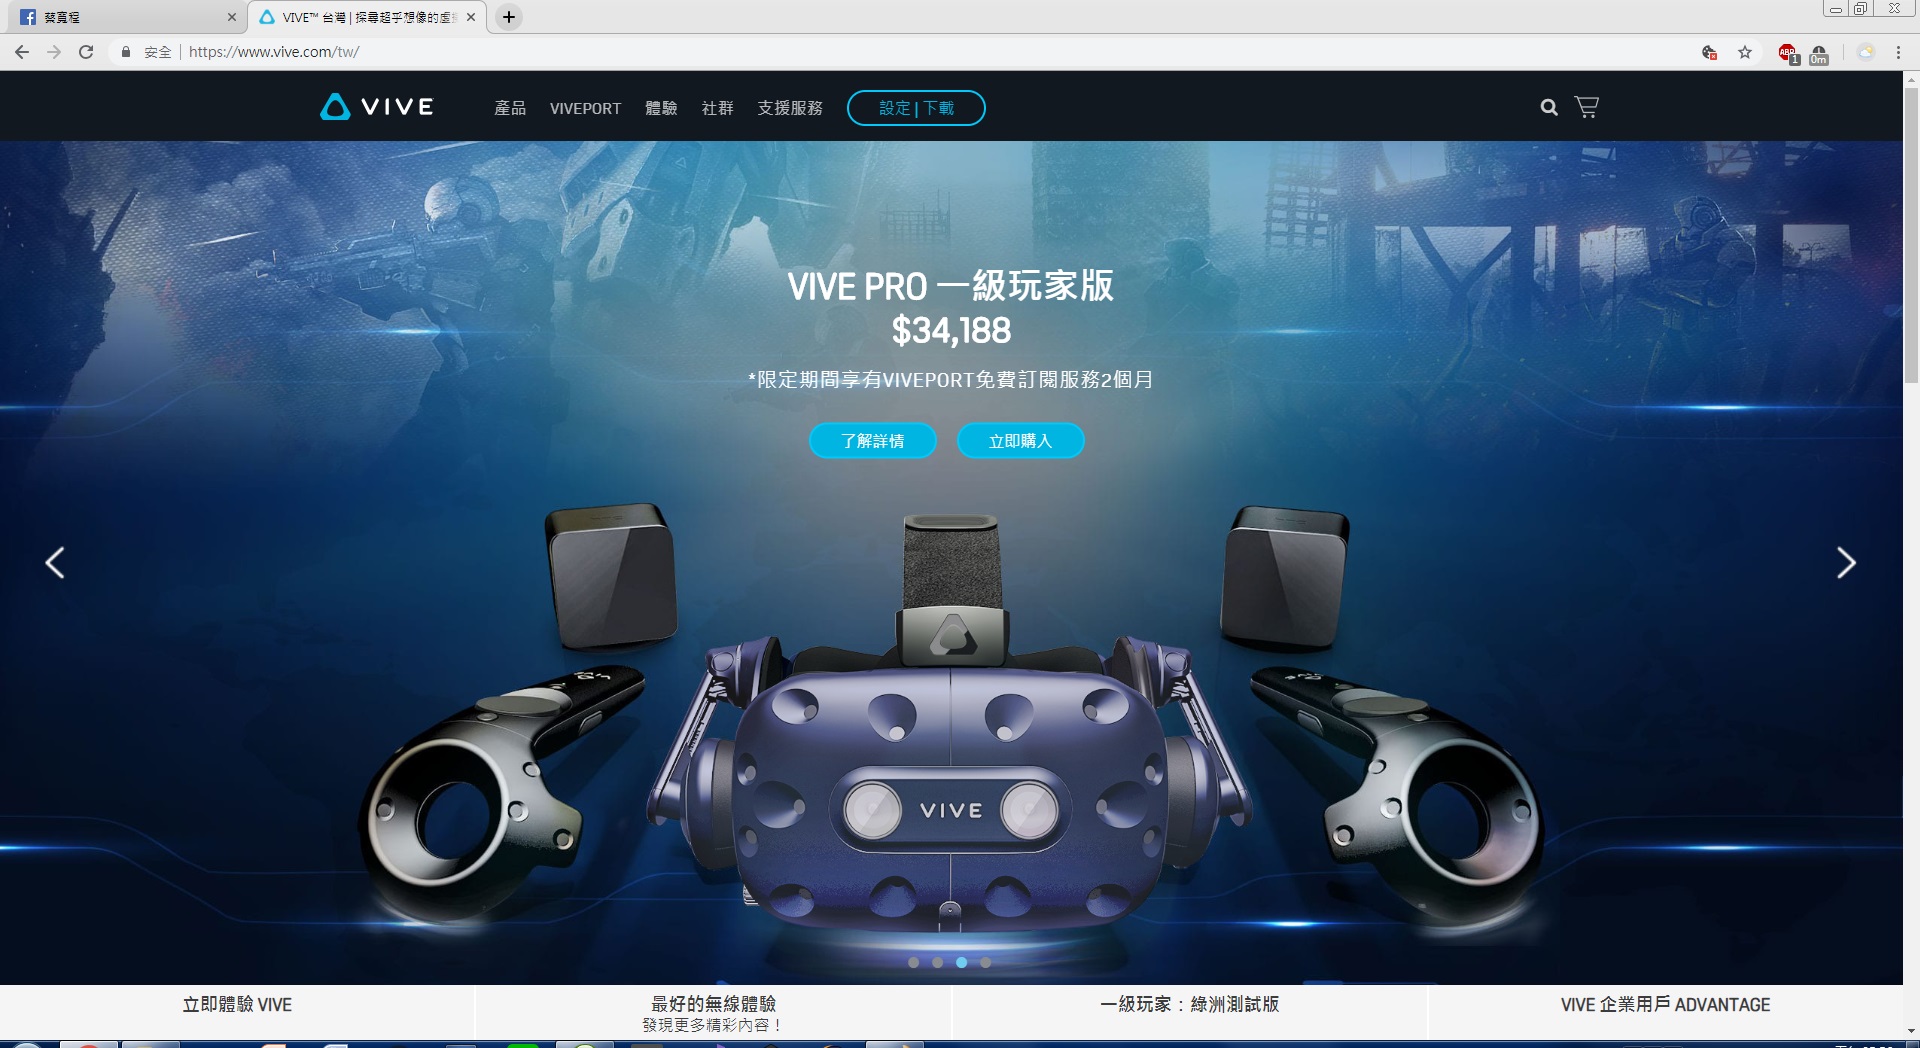 蔡寬程
VIVE™ 台灣 | 探尋超乎想像的虛
安全 | https://www.vive.com/tw/
ABP 1
0m
VIVE
產品 VIVEPORT 體驗 社群 支援服務 設定 | 下載
VIVE PRO 一級玩家版
$34,188
*限定期間享有VIVEPORT免費訂閱服務2個月
了解詳情 立即購入
VIVE
立即體驗 VIVE
最好的無線體驗
發現更多精彩內容！
一級玩家：綠洲測試版
VIVE 企業用戶 ADVANTAGE